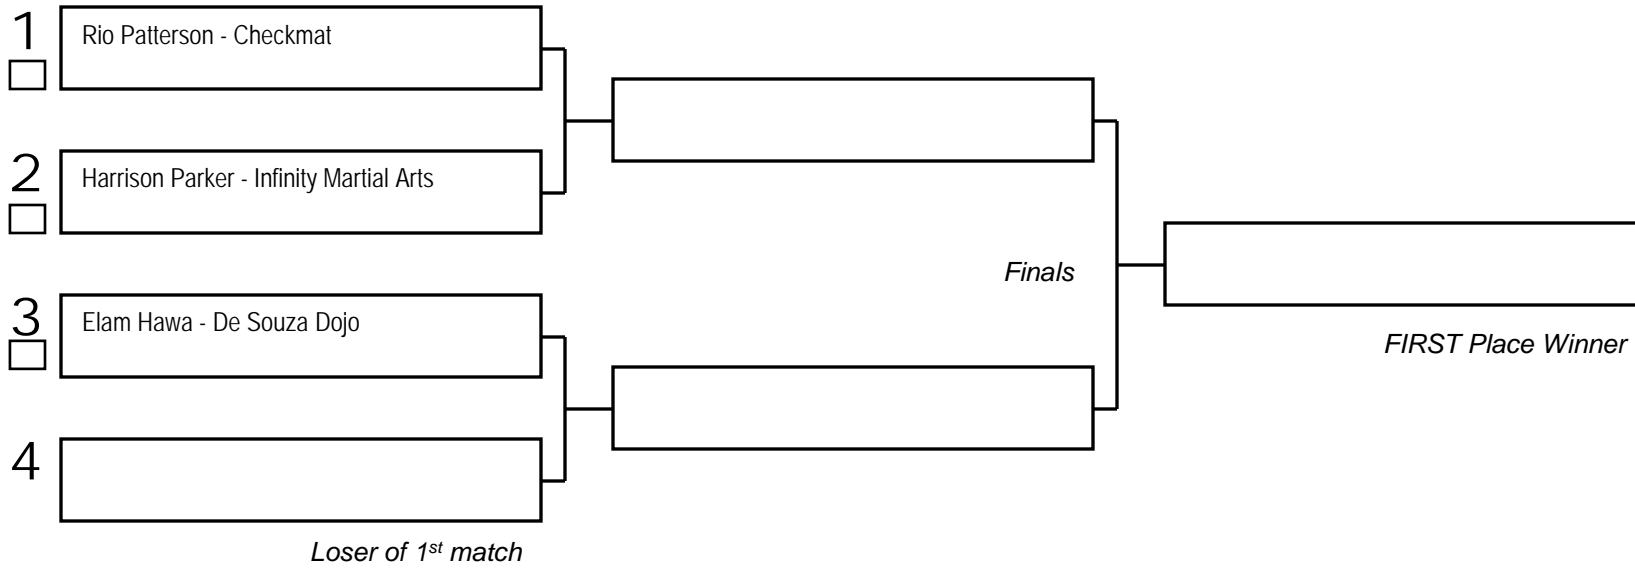 1
Rio Patterson - Checkmat
2
Harrison Parker - Infinity Martial Arts
Finals
3
Elam Hawa - De Souza Dojo
FIRST Place Winner
4
Loser of 1st match